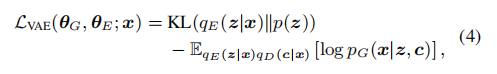 ℒ_VAE(θ_G, θ_E; x) = KL(q_E(z|x)∥p(z))
− 𝔼_{q_E(z|x)q_D(c|x)} [log p_G(x|z, c)] , (4)